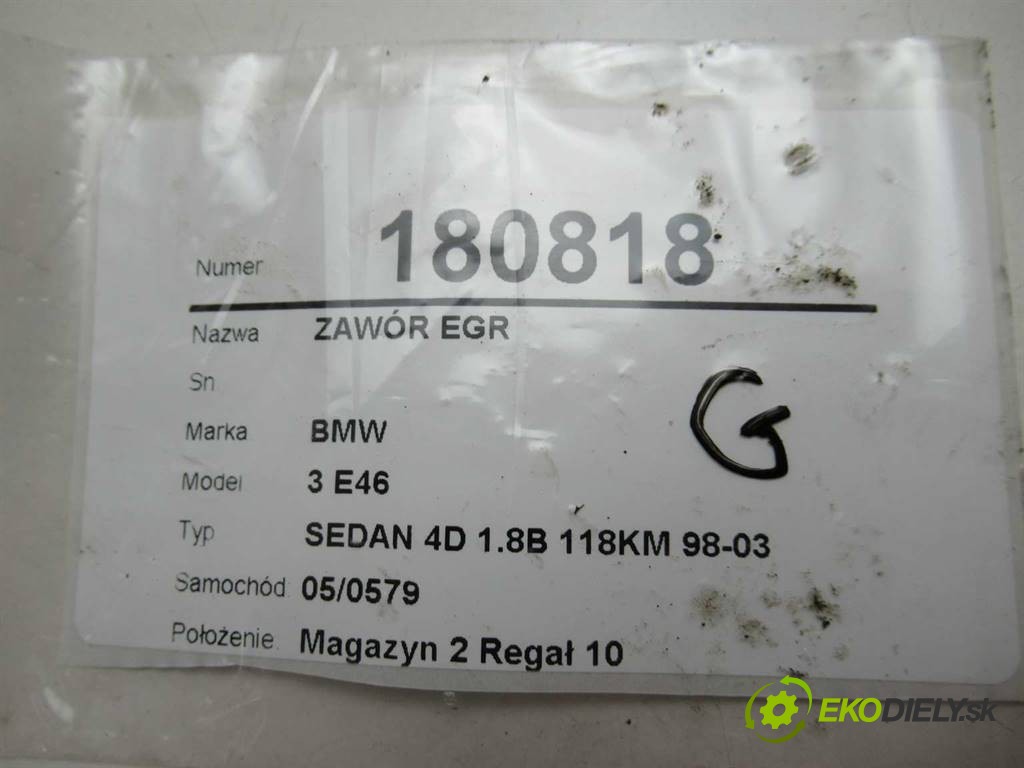 Numer 180818
Nazwa ZAWÓR EGR
Sn
Marka BMW
Model 3 E46
Typ SEDAN 4D 1.8B 118KM 98-03
Samochód 05/0579
Położenie Magazyn 2 Regał 10
G
EKODIELY.sk